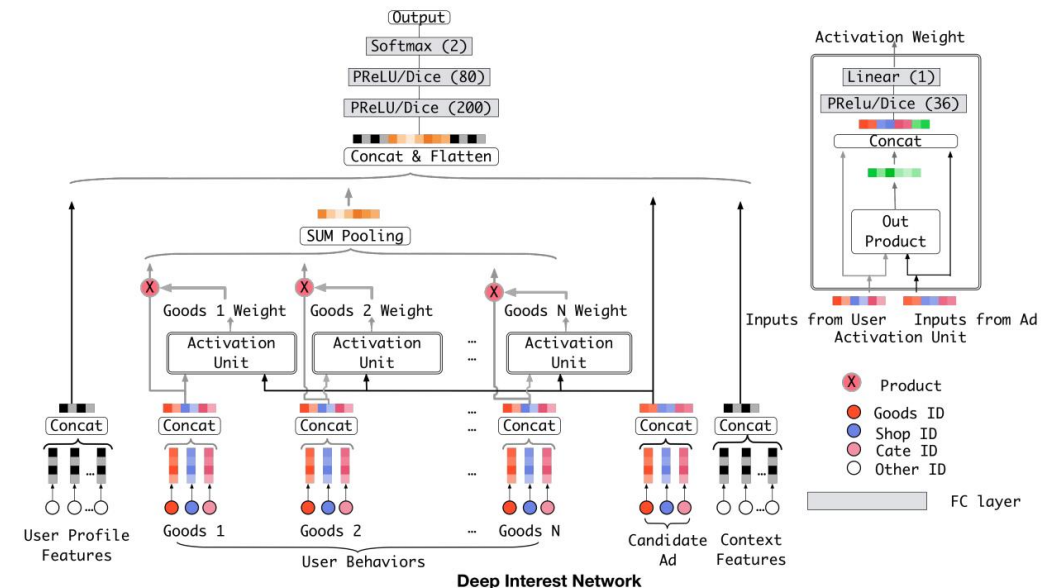 Output
Softmax (2)
PReLU/Dice (80)
PReLU/Dice (200)
Concat & Flatten
SUM Pooling
X
X
X
Goods 1 Weight
Goods 2 Weight
Goods N Weight
Activation
Unit
Activation
Unit
...
...
Activation
Unit
Concat
Concat
Concat
...
...
Concat
Concat
Concat
...
...
...
...
Goods 1
Goods 2
...
Goods N
User Profile
Features
User Behaviors
Candidate
Ad
Context
Features
Deep Interest Network
Activation Weight
Linear (1)
PRelu/Dice (36)
Concat
Out
Product
Inputs from User
Inputs from Ad
Activation Unit
X Product
Goods ID
Shop ID
Cate ID
Other ID
FC layer